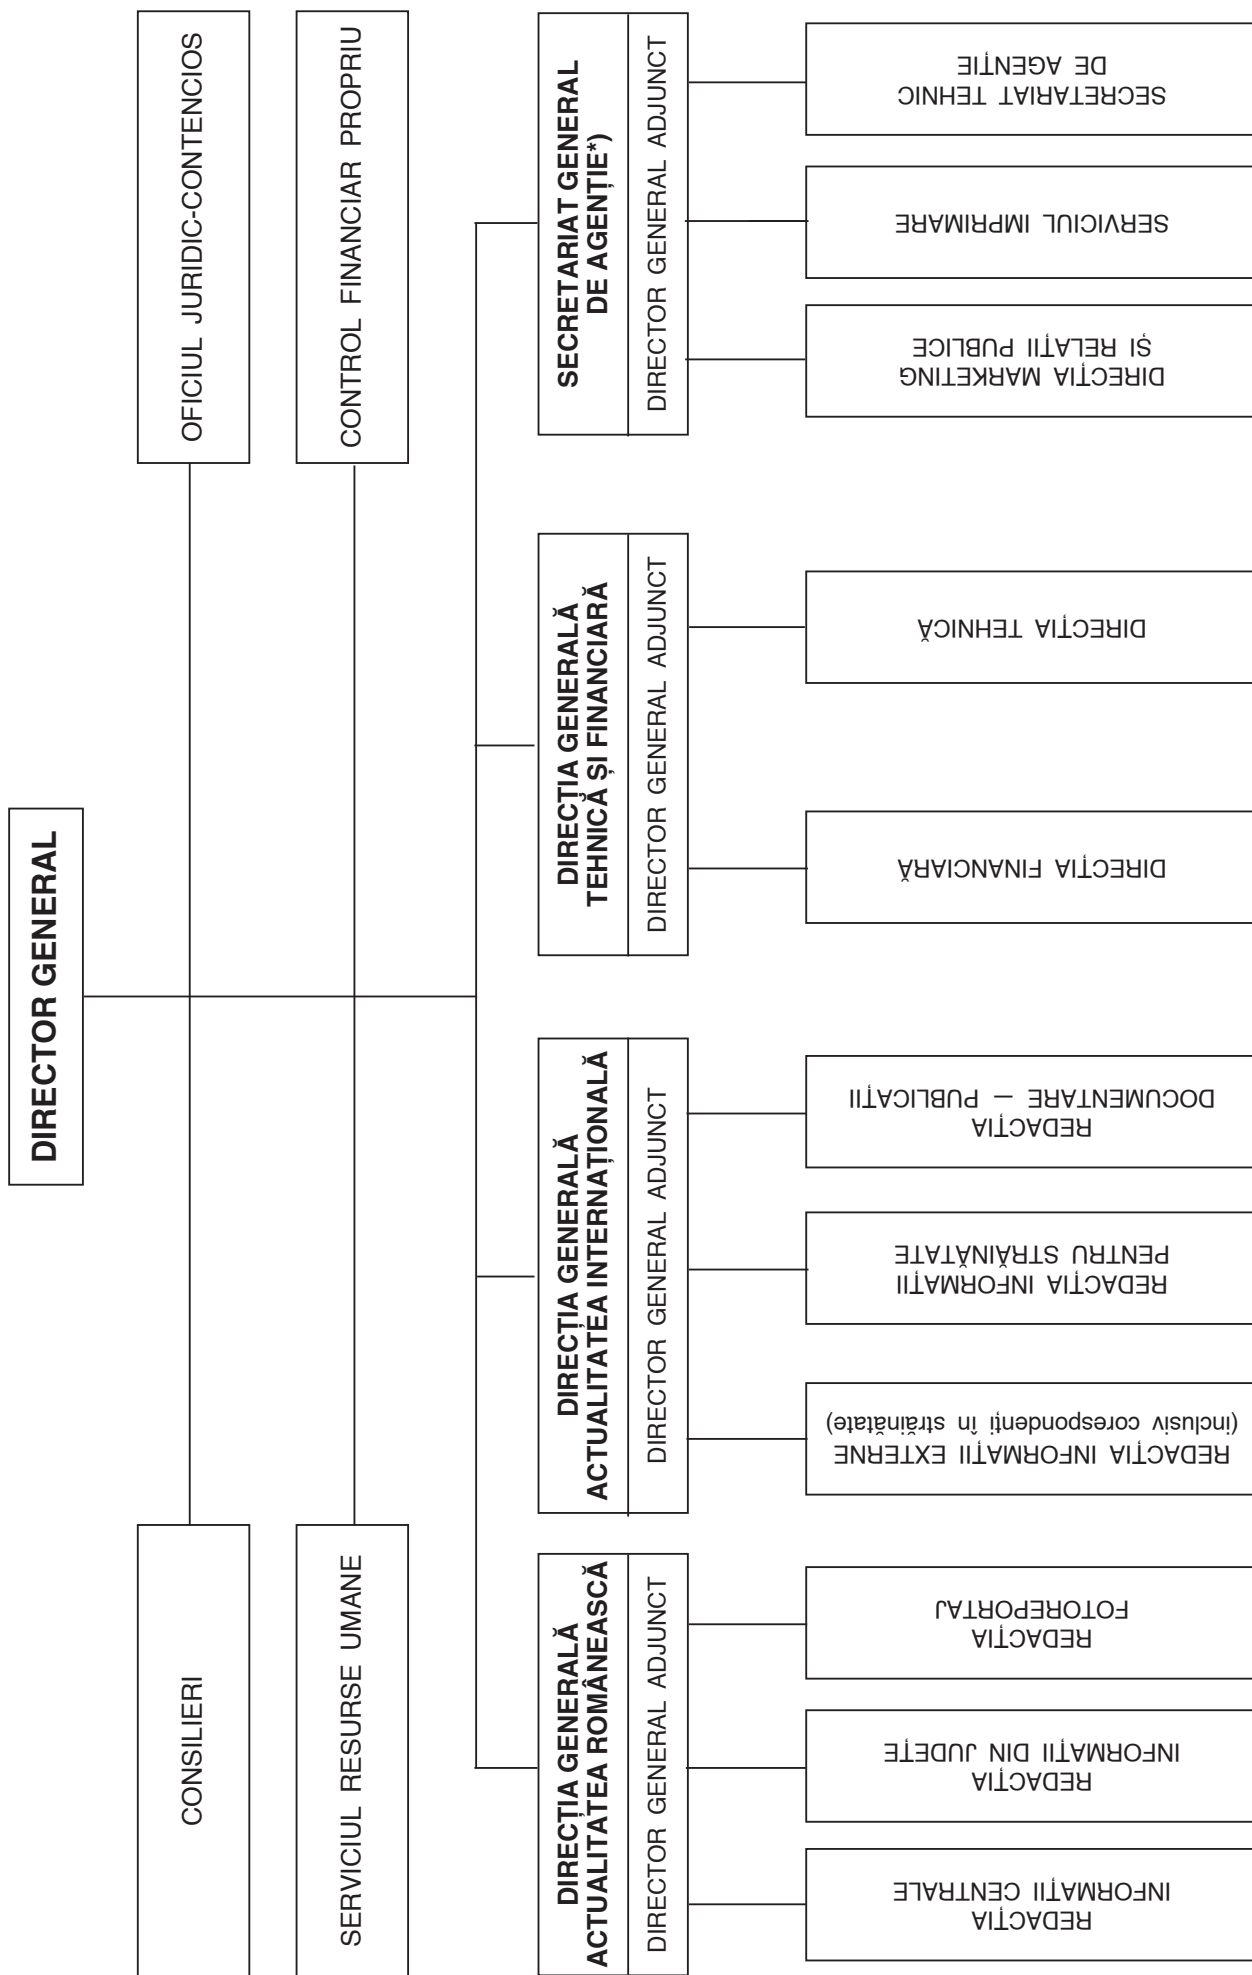 DIRECTOR GENERAL
CONSILIERI
OFICIUL JURIDIC-CONTENCIOS
SERVICIUL RESURSE UMANE
CONTROL FINANCIAR PROPRIU
DIRECȚIA GENERALĂ
ACTUALITATEA ROMÂNEASCĂ
DIRECTOR GENERAL ADJUNCT
DIRECȚIA GENERALĂ
ACTUALITATEA INTERNAȚIONALĂ
DIRECTOR GENERAL ADJUNCT
DIRECȚIA GENERALĂ
TEHNICĂ ȘI FINANCIARĂ
DIRECTOR GENERAL ADJUNCT
SECRETARIAT GENERAL
DE AGENȚIE*)
DIRECTOR GENERAL ADJUNCT
REDACȚIA
INFORMAȚII CENTRALE
REDACȚIA
INFORMAȚII DIN JUDEȚE
REDACȚIA
FOTOREPORTAJ
REDACȚIA INFORMAȚII EXTERNE
(inclusiv corespondenți în străinătate)
REDACȚIA INFORMAȚII
PENTRU STRĂINĂTATE
REDACȚIA
DOCUMENTARE — PUBLICAȚII
DIRECȚIA FINANCIARĂ
DIRECȚIA TEHNICĂ
DIRECȚIA MARKETING
ȘI RELAȚII PUBLICE
SERVICIUL IMPRIMARE
SECRETARIAT TEHNIC
DE AGENȚIE